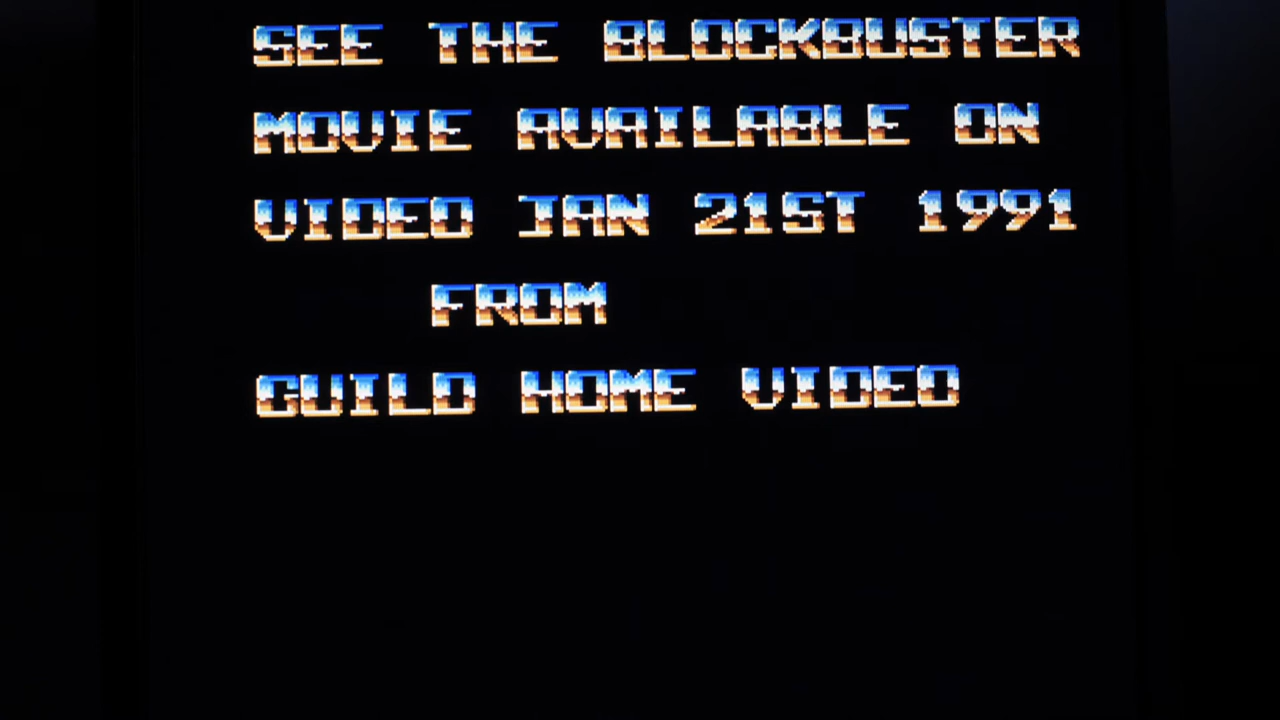 SEE THE BLOCKBUSTER
MOVIE AVAILABLE ON
VIDEO JAN 21ST 1991
FROM
GUILD HOME VIDEO